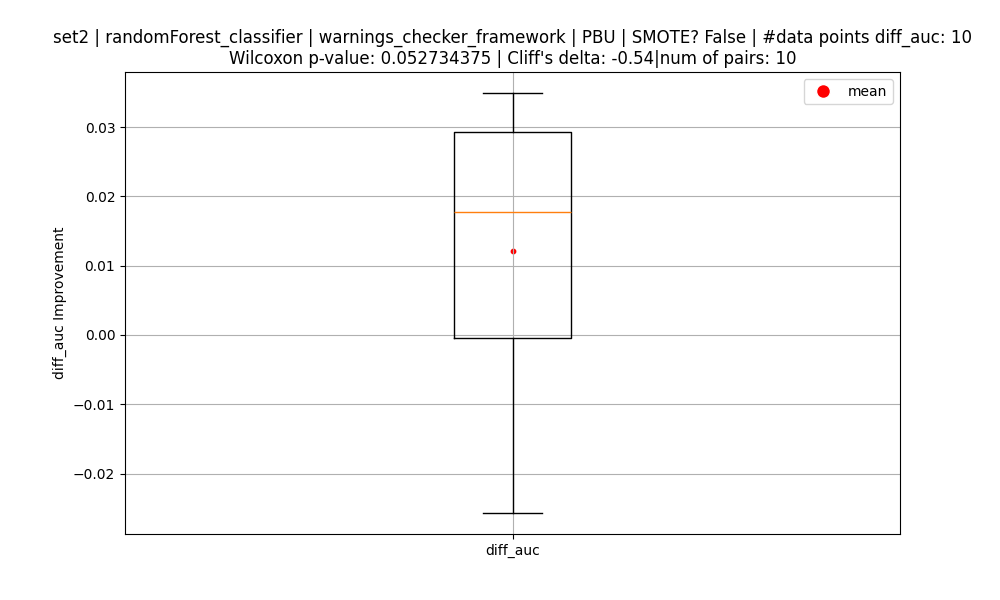 set2 | randomForest_classifier | warnings_checker_framework | PBU | SMOTE? False | #data points diff_auc: 10
Wilcoxon p-value: 0.052734375 | Cliff's delta: -0.54|num of pairs: 10
mean
0.03
0.02
0.01
0.00
−0.01
−0.02
diff_auc Improvement
diff_auc